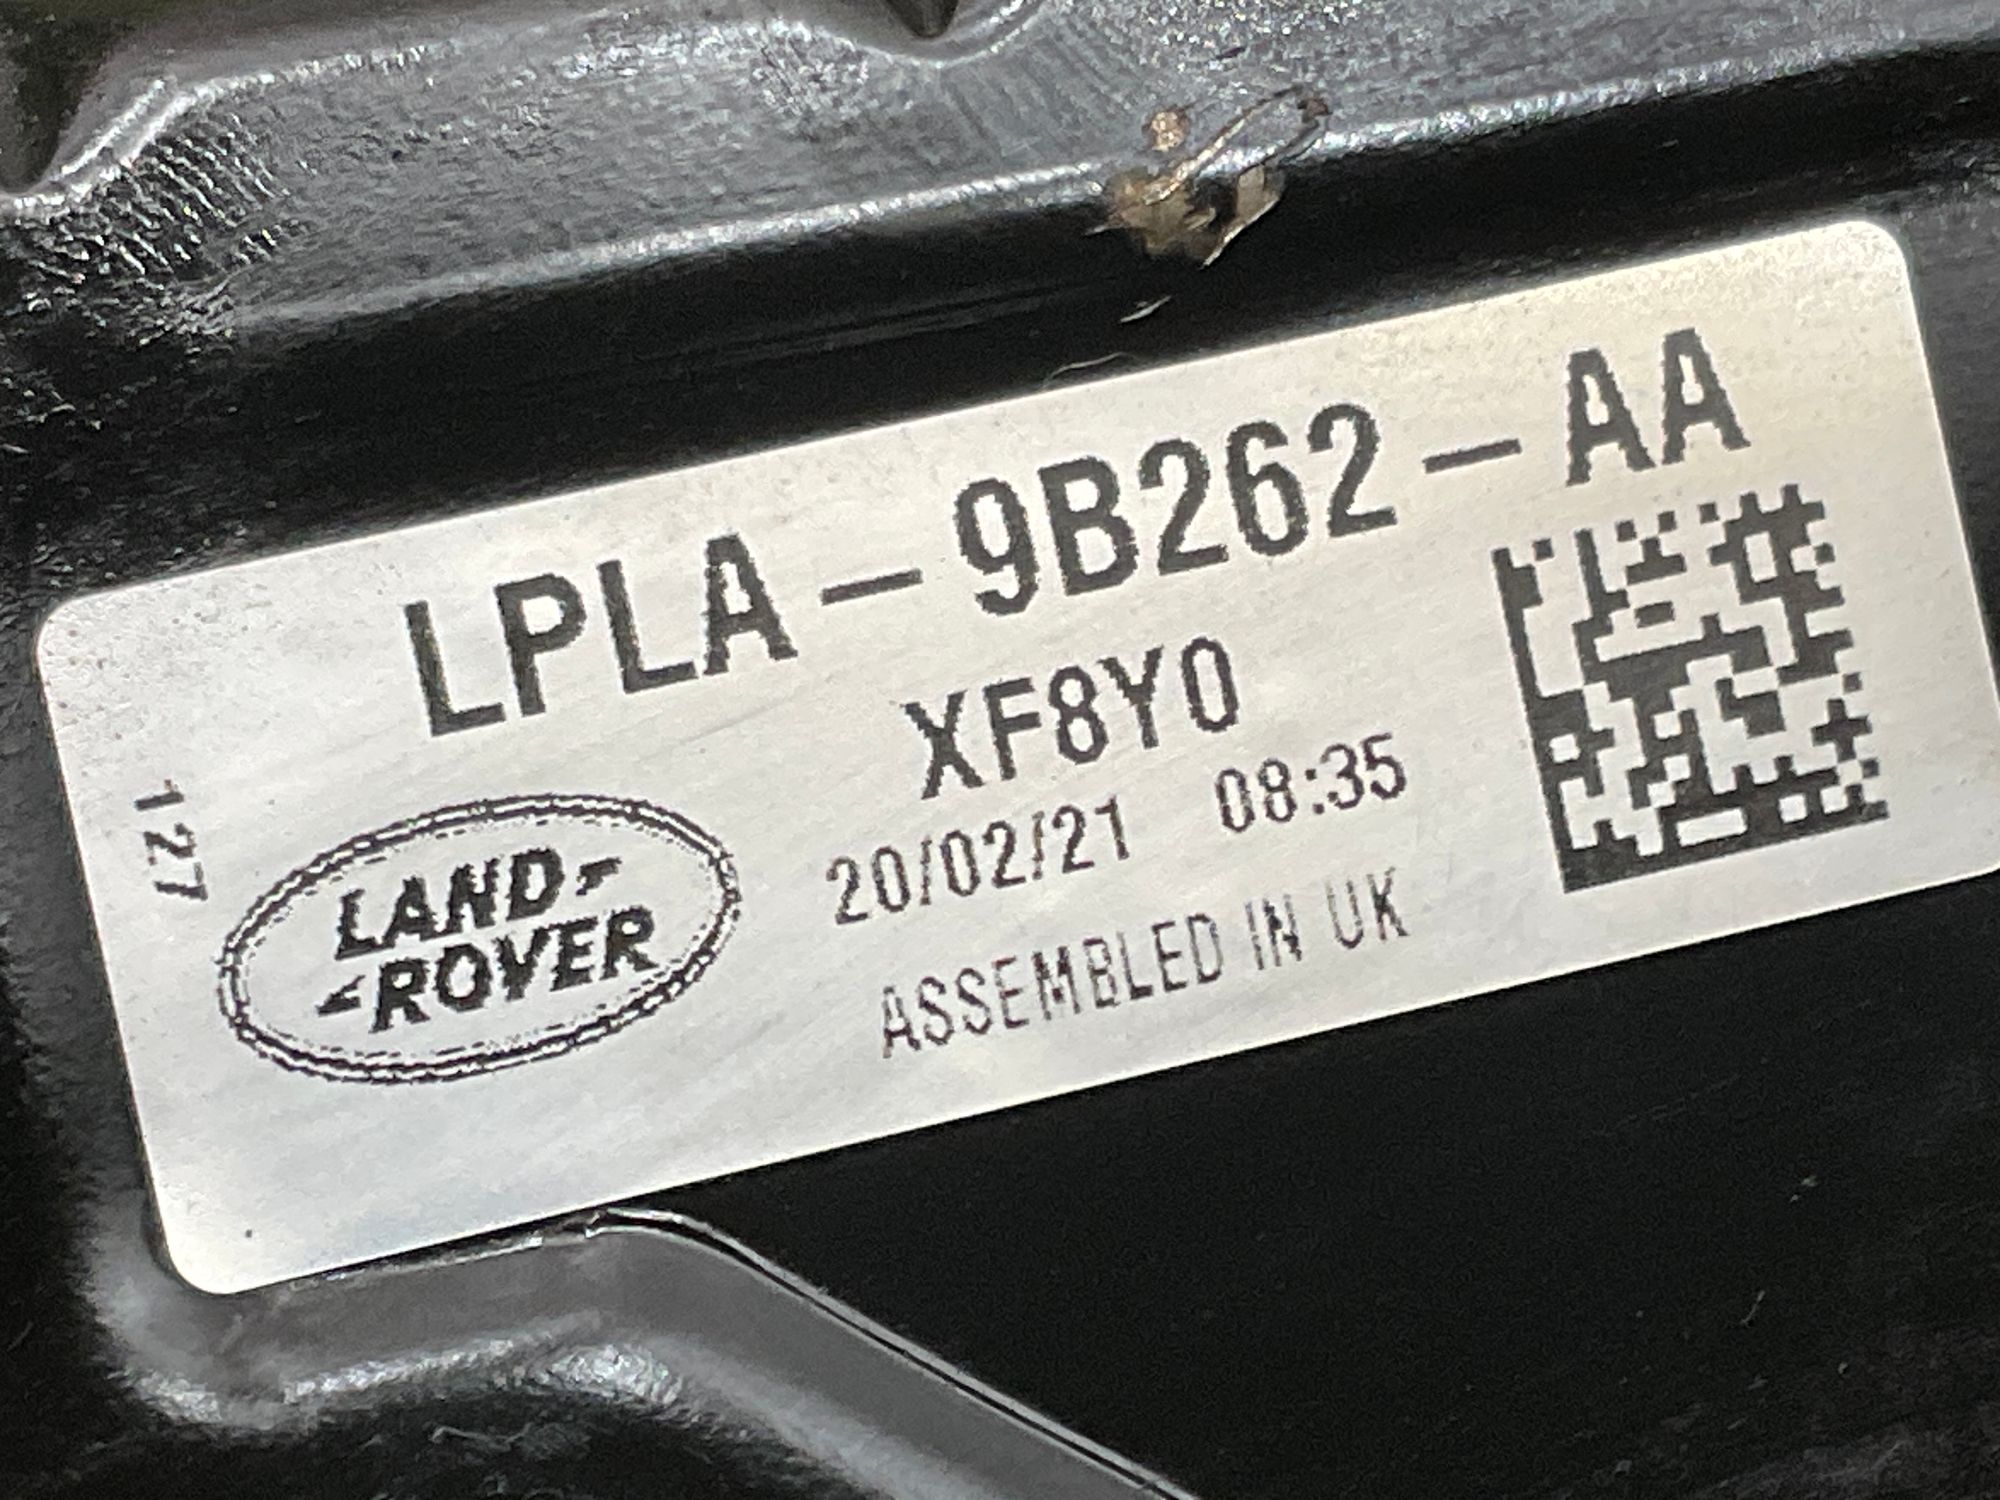 LPLA-9B262-AA
XF8Y0
20/02/21 08:35
ASSEMBLED IN UK
127
LAND-
-ROVER